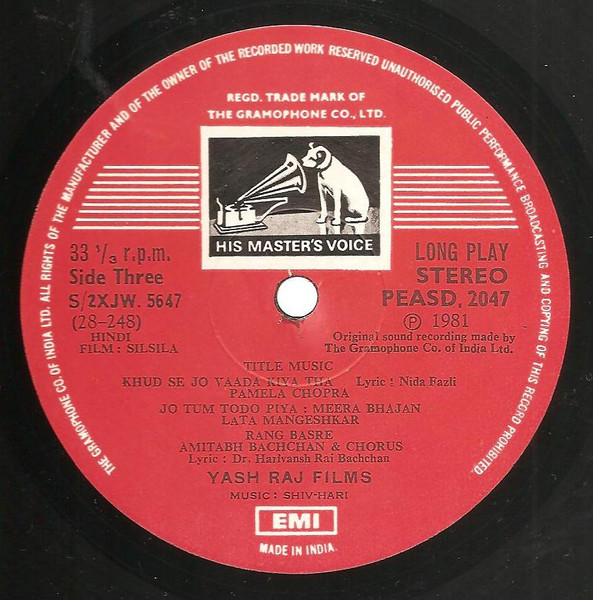 THE GRAMOPHONE CO. OF INDIA LTD. ALL RIGHTS OF THE MANUFACTURER AND OF THE OWNER OF THE RECORDED WORK RESERVED UNAUTHORISED PUBLIC PERFORMANCE BROADCASTING AND COPYING OF THIS RECORD PROHIBITED.
REGD. TRADE MARK OF
THE GRAMOPHONE CO., LTD.
HIS MASTER'S VOICE
33 1/3 r.p.m.
Side Three
S/2XJW. 5647
(28-248)
HINDI
FILM : SILSILA
LONG PLAY
STEREO
PEASD. 2047
Ⓟ 1981
Original sound recording made by
The Gramophone Co. of India Ltd.
TITLE MUSIC
KHUD SE JO VAADA KIYA THA Lyric : Nida Fazli
PAMELA CHOPRA
JO TUM TODO PIYA : MEERA BHAJAN
LATA MANGESHKAR
RANG BASRE
AMITABH BACHCHAN & CHORUS
Lyric : Dr. Harivansh Rai Bachchan
YASH RAJ FILMS
MUSIC : SHIV-HARI
EMI
MADE IN INDIA.